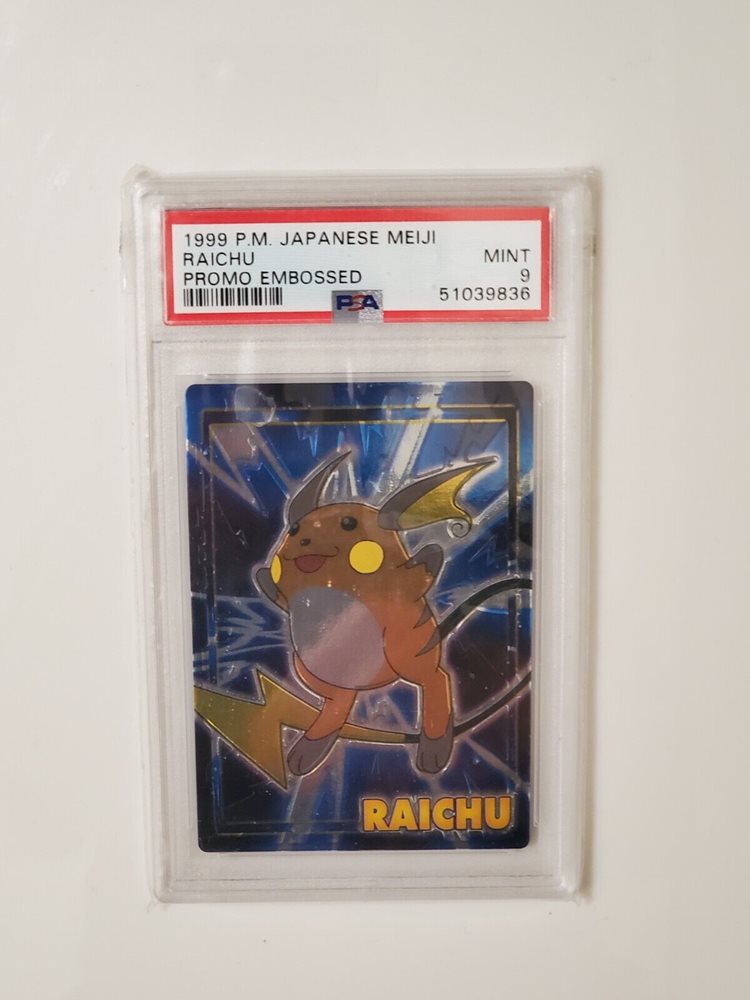 1999 P.M. JAPANESE MEIJI
RAICHU MINT
PROMO EMBOSSED 9
51039836
PSA
RAICHU